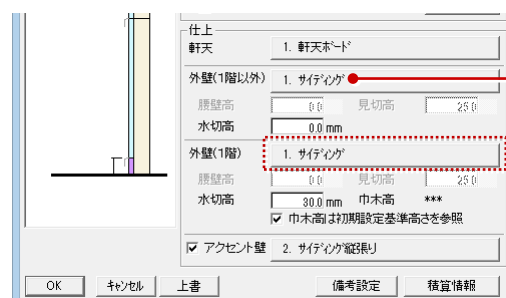 仕上
軒天 1. 軒天ボード
外壁(1階以外) 1. サイディング
腰壁高 0.0 見切高 25.0
水切高 0.0 mm
外壁(1階) 1. サイディング
腰壁高 0.0 見切高 25.0
水切高 30.0 mm 巾木高 ***
巾木高は初期設定基準高さを参照
アクセント壁 2. サイディング縦張り
OK キャンセル 上書 備考設定 積算情報